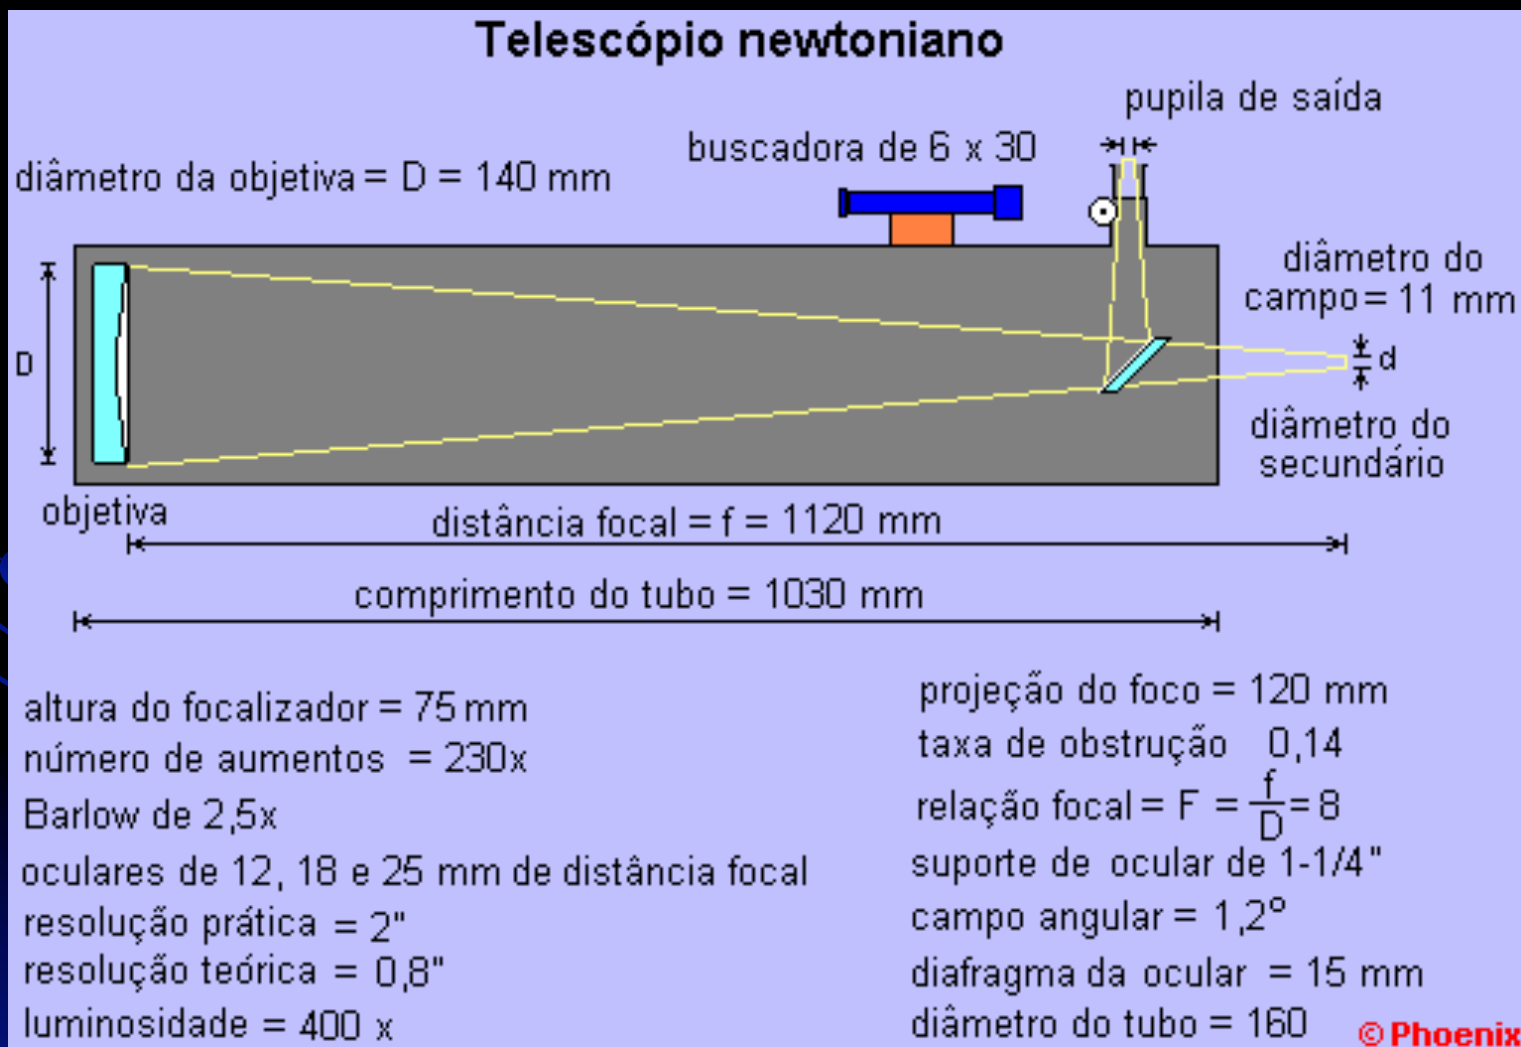 Telescópio newtoniano
pupila de saída
buscadora de 6 x 30
diâmetro da objetiva = D = 140 mm
diâmetro do
campo = 11 mm
D
d
diâmetro do
secundário
objetiva
distância focal = f = 1120 mm
comprimento do tubo = 1030 mm
altura do focalizador = 75 mm
número de aumentos = 230x
Barlow de 2,5x
oculares de 12, 18 e 25 mm de distância focal
resolução prática = 2"
resolução teórica = 0,8"
luminosidade = 400 x
projeção do foco = 120 mm
taxa de obstrução 0,14
relação focal = F = f/D = 8
suporte de ocular de 1-1/4"
campo angular = 1,2º
diafragma da ocular = 15 mm
diâmetro do tubo = 160
© Phoenix